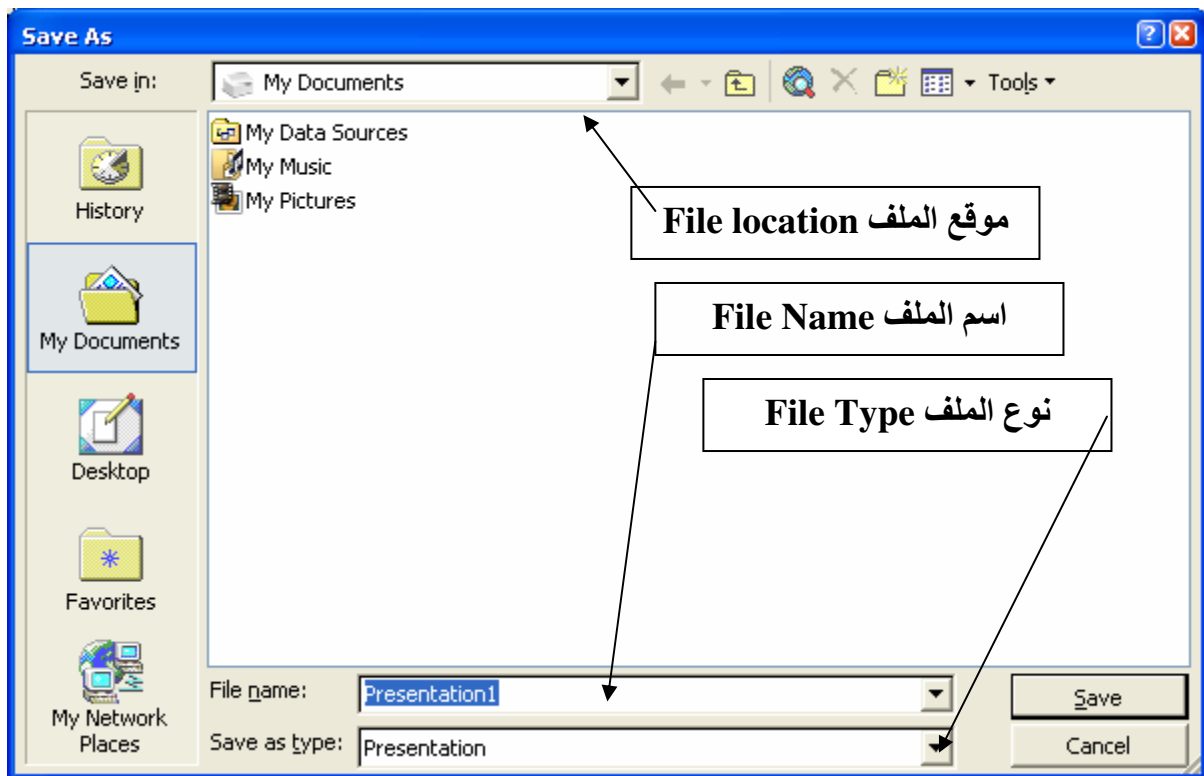 Save As
Save in: My Documents Tools
My Data Sources
My Music
My Pictures
History
My Documents
Desktop
Favorites
My Network
Places
موقع الملف File location
اسم الملف File Name
نوع الملف File Type
File name: Presentation1 Save
Save as type: Presentation Cancel